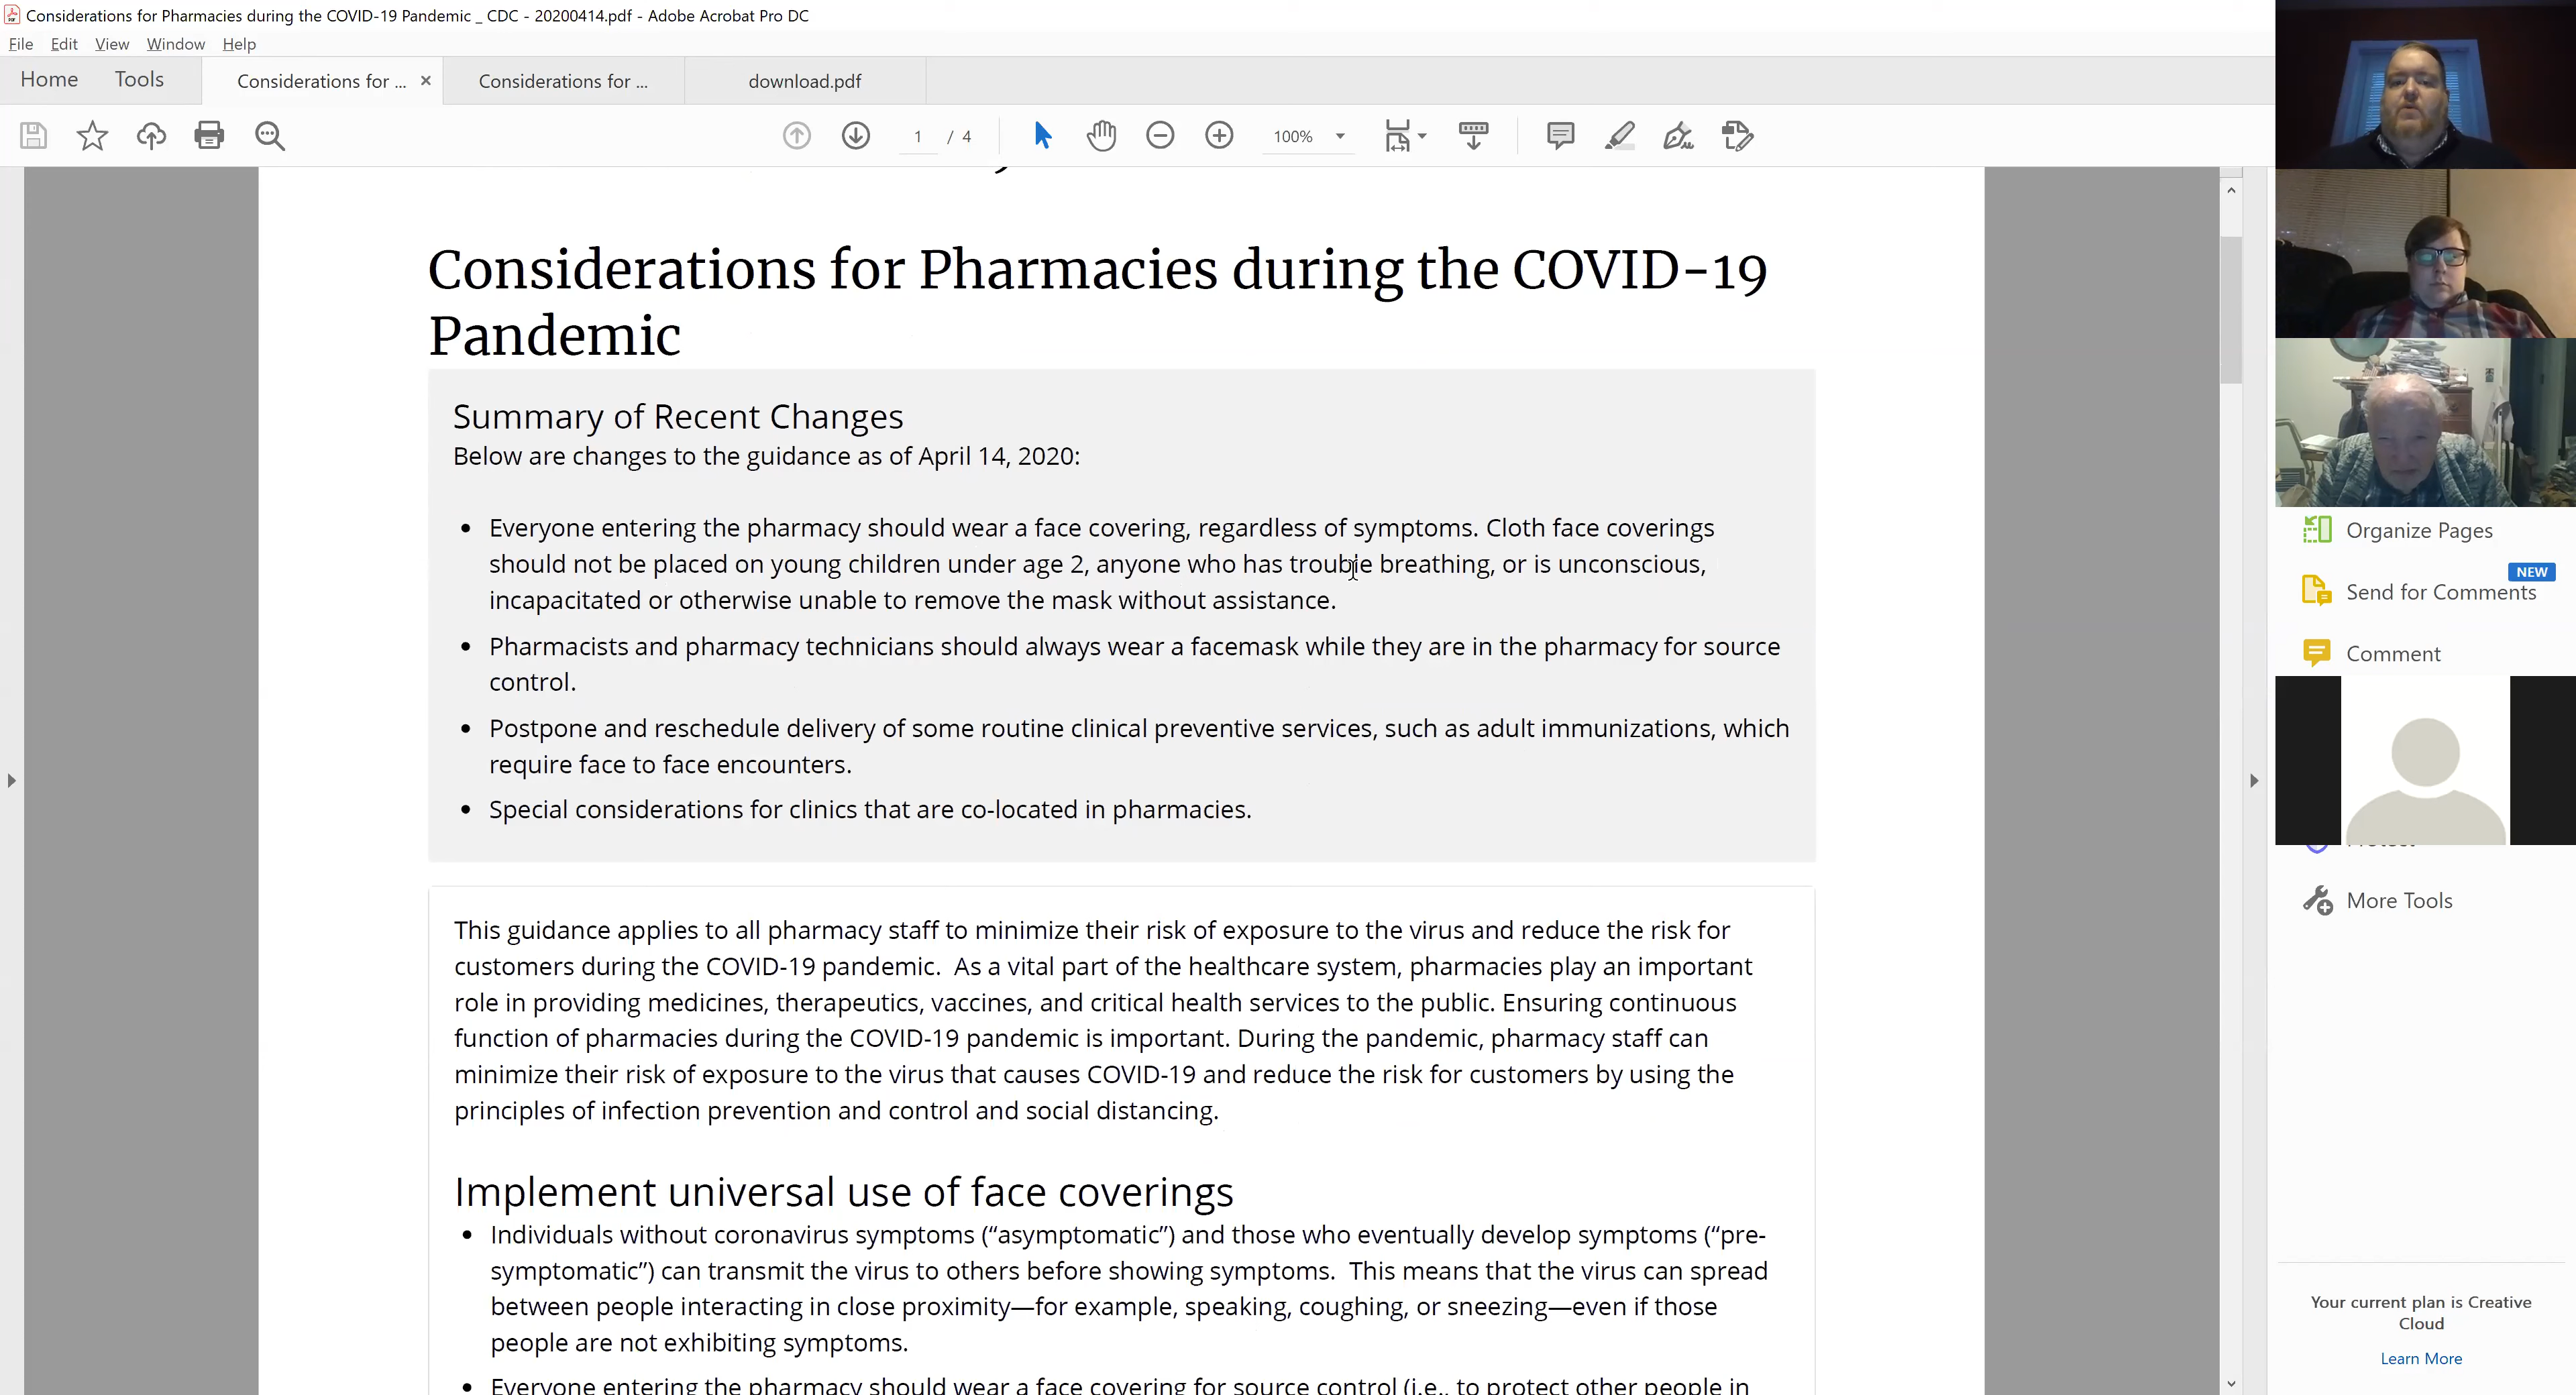 Considerations for Pharmacies during the COVID-19 Pandemic _ CDC - 20200414.pdf - Adobe Acrobat Pro DC
File Edit View Window Help
Home Tools Considerations for ... × Considerations for ... download.pdf
1 / 4 100%
Considerations for Pharmacies during the COVID-19
Pandemic
Summary of Recent Changes
Below are changes to the guidance as of April 14, 2020:
• Everyone entering the pharmacy should wear a face covering, regardless of symptoms. Cloth face coverings
should not be placed on young children under age 2, anyone who has trouble breathing, or is unconscious,
incapacitated or otherwise unable to remove the mask without assistance.
• Pharmacists and pharmacy technicians should always wear a facemask while they are in the pharmacy for source
control.
• Postpone and reschedule delivery of some routine clinical preventive services, such as adult immunizations, which
require face to face encounters.
• Special considerations for clinics that are co-located in pharmacies.
This guidance applies to all pharmacy staff to minimize their risk of exposure to the virus and reduce the risk for
customers during the COVID-19 pandemic. As a vital part of the healthcare system, pharmacies play an important
role in providing medicines, therapeutics, vaccines, and critical health services to the public. Ensuring continuous
function of pharmacies during the COVID-19 pandemic is important. During the pandemic, pharmacy staff can
minimize their risk of exposure to the virus that causes COVID-19 and reduce the risk for customers by using the
principles of infection prevention and control and social distancing.
Implement universal use of face coverings
• Individuals without coronavirus symptoms (“asymptomatic”) and those who eventually develop symptoms (“pre-
symptomatic”) can transmit the virus to others before showing symptoms. This means that the virus can spread
between people interacting in close proximity—for example, speaking, coughing, or sneezing—even if those
people are not exhibiting symptoms.
• Everyone entering the pharmacy should wear a face covering for source control (i.e., to protect other people in
Organize Pages
NEW
Send for Comments
Comment
More Tools
Your current plan is Creative
Cloud
Learn More